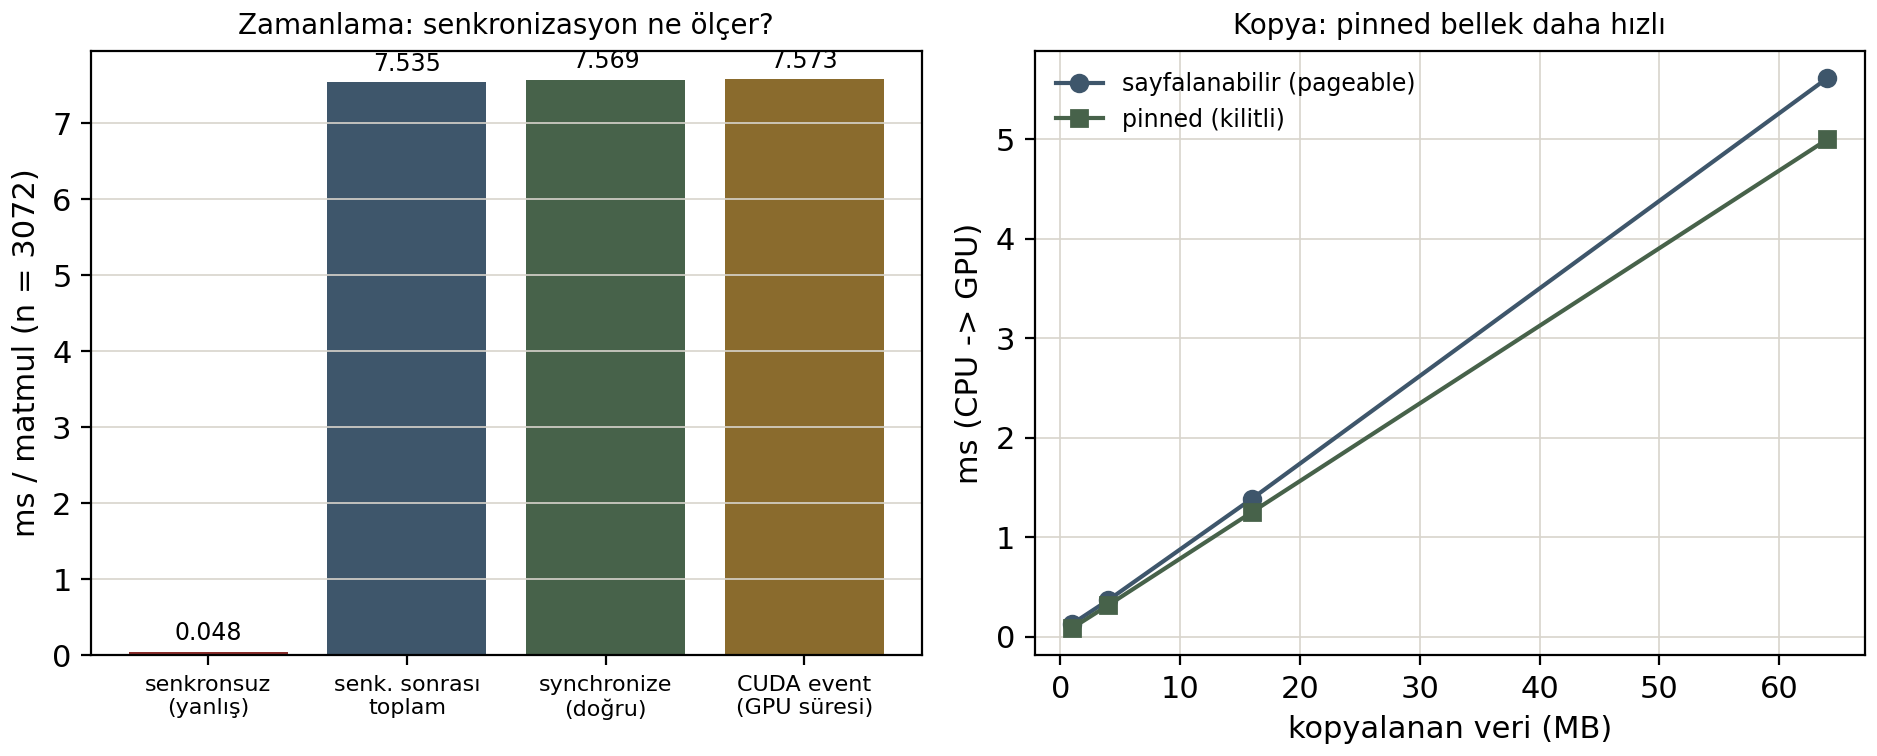 Zamanlama: senkronizasyon ne ölçer?
ms / matmul (n = 3072)
7
6
5
4
3
2
1
0
0.048
7.535
7.569
7.573
senkronsuz
(yanlış)
senk. sonrası
toplam
synchronize
(doğru)
CUDA event
(GPU süresi)
Kopya: pinned bellek daha hızlı
sayfalanabilir (pageable)
pinned (kilitli)
ms (CPU -> GPU)
5
4
3
2
1
0
0 10 20 30 40 50 60
kopyalanan veri (MB)